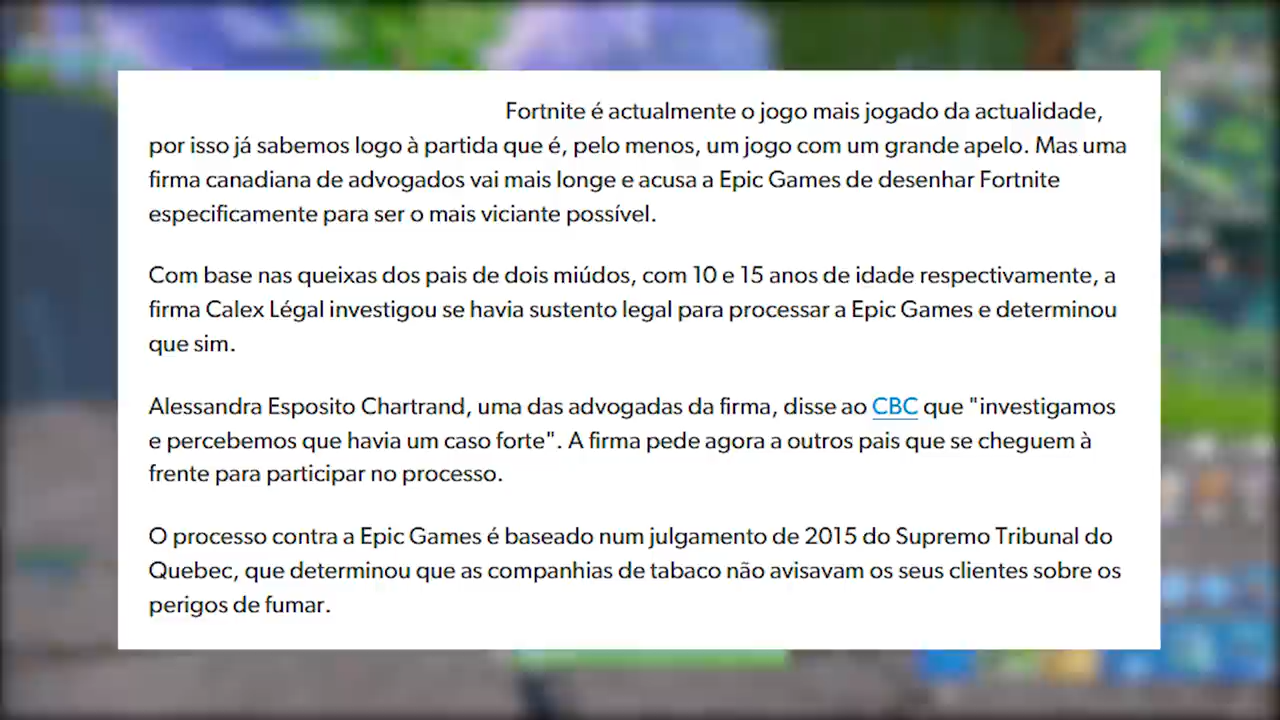 Fortnite é actualmente o jogo mais jogado da actualidade,
por isso já sabemos logo à partida que é, pelo menos, um jogo com um grande apelo. Mas uma
firma canadiana de advogados vai mais longe e acusa a Epic Games de desenhar Fortnite
especificamente para ser o mais viciante possível.
Com base nas queixas dos pais de dois miúdos, com 10 e 15 anos de idade respectivamente, a
firma Calex Légal investigou se havia sustento legal para processar a Epic Games e determinou
que sim.
Alessandra Esposito Chartrand, uma das advogadas da firma, disse ao CBC que "investigamos
e percebemos que havia um caso forte". A firma pede agora a outros pais que se cheguem à
frente para participar no processo.
O processo contra a Epic Games é baseado num julgamento de 2015 do Supremo Tribunal do
Quebec, que determinou que as companhias de tabaco não avisavam os seus clientes sobre os
perigos de fumar.